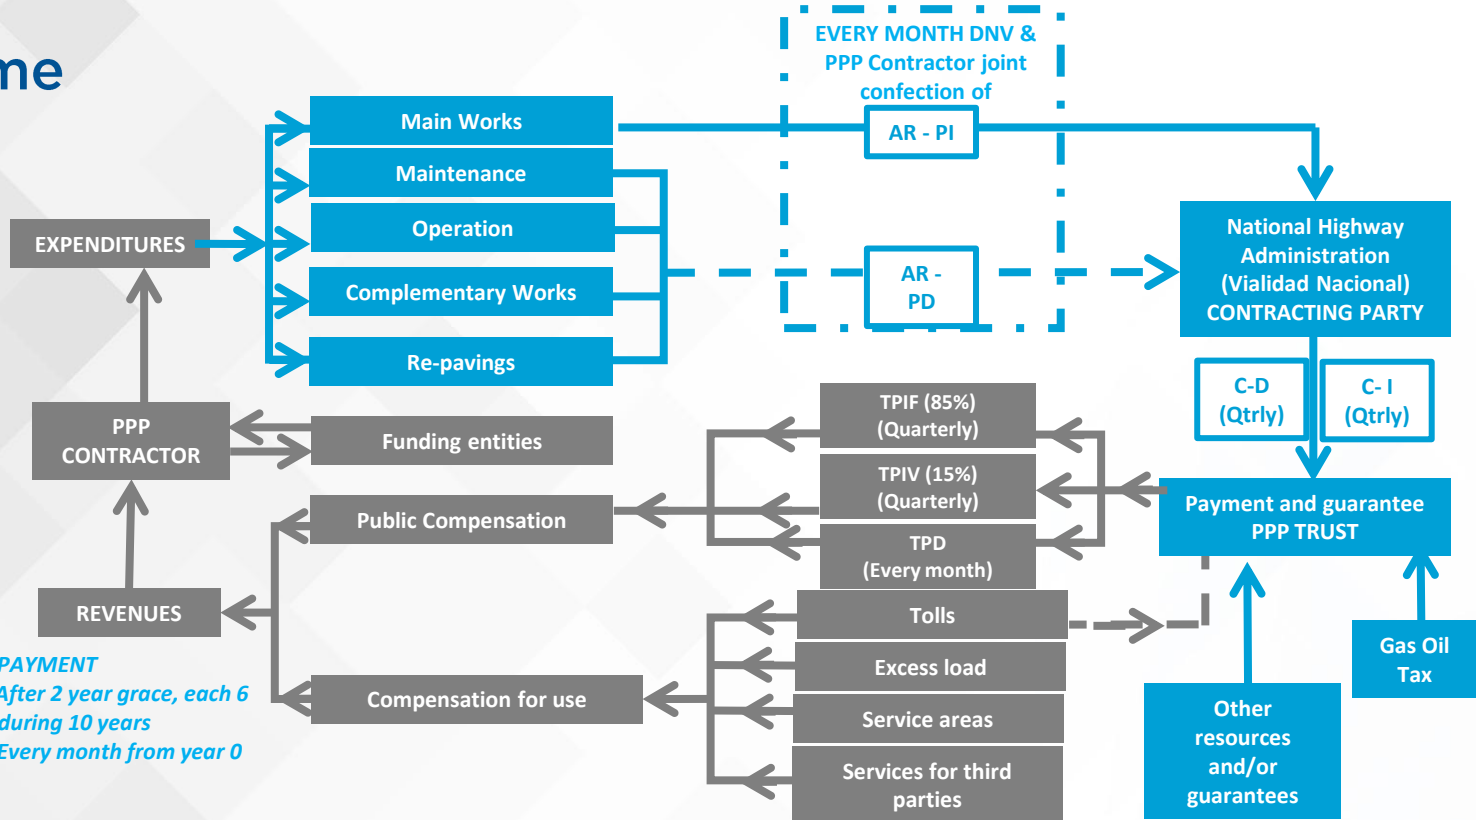 me
EVERY MONTH DNV &
PPP Contractor joint
confection of
AR - PI
AR -
PD
Main Works
Maintenance
Operation
Complementary Works
Re-pavings
EXPENDITURES
National Highway
Administration
(Vialidad Nacional)
CONTRACTING PARTY
C-D
(Qtrly)
C- I
(Qtrly)
PPP
CONTRACTOR
Funding entities
Public Compensation
TPIF (85%)
(Quarterly)
TPIV (15%)
(Quarterly)
TPD
(Every month)
Payment and guarantee
PPP TRUST
REVENUES
Tolls
Excess load
Service areas
Services for third
parties
Compensation for use
Gas Oil
Tax
Other
resources
and/or
guarantees
PAYMENT
After 2 year grace, each 6
during 10 years
Every month from year 0